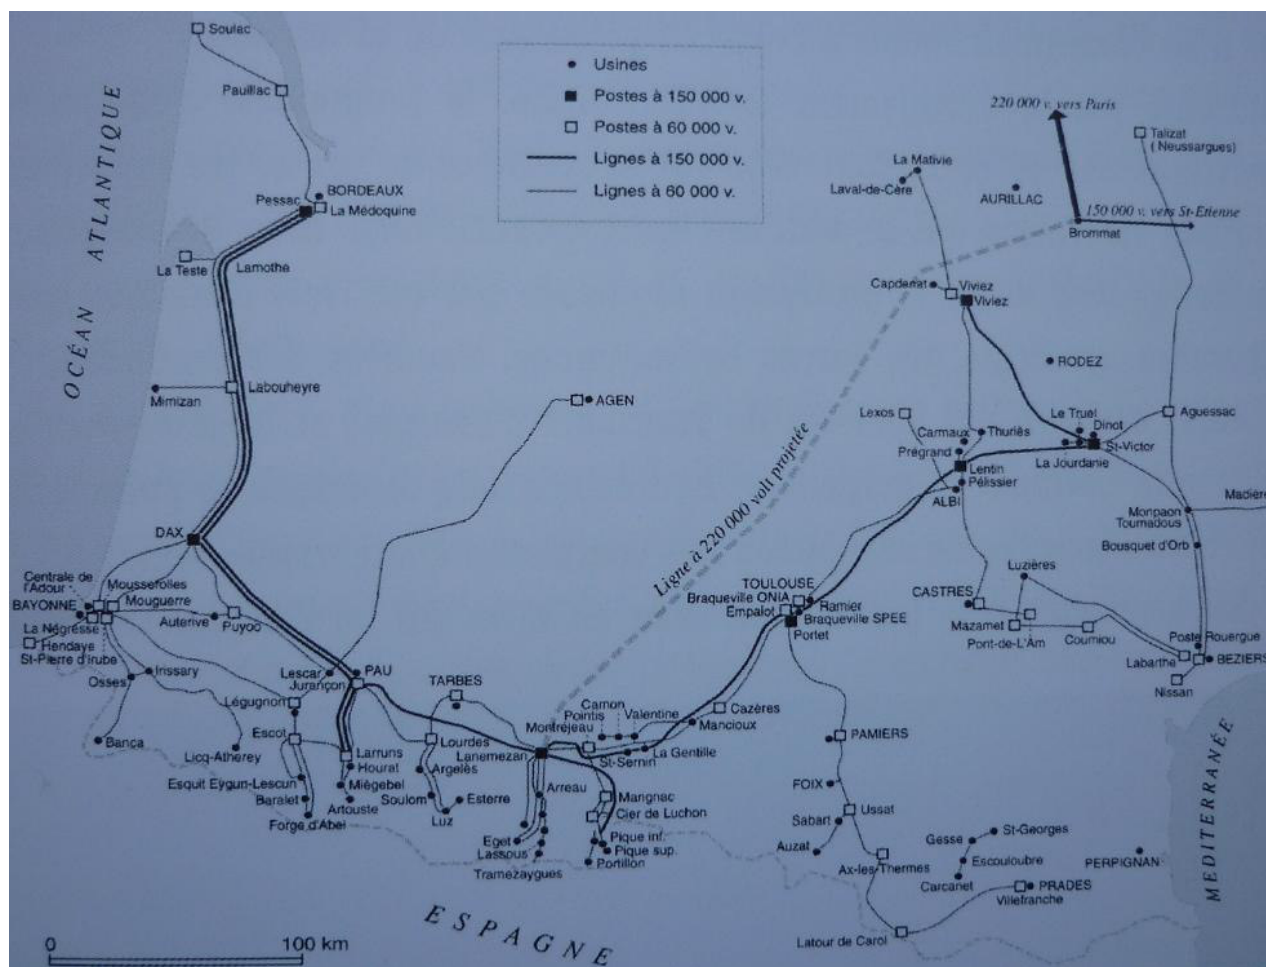 Soulac
Pauillac
BORDEAUX
Pessac
La Médoquine
La Teste
Lamothe
Labouheyre
Mimizan
OCÉAN ATLANTIQUE
Usines
Postes à 150 000 v.
Postes à 60 000 v.
Lignes à 150 000 v.
Lignes à 60 000 v.
220 000 v. vers Paris
Talizat
(Neussargues)
La Mativie
Laval-de-Cère
AURILLAC
150 000 v. vers St-Etienne
Brommat
Capdenat
Viviez
Viviez
RODEZ
AGEN
Lexos
Le Truel
Dinot
Aguessac
Carmaux
Thuriès
Prégrand
St-Victor
La Jourdanie
Lentin
Pélissier
ALBI
Ligne à 220 000 volt projetée
Monpaon
Tournadous
Madière
Bousquet d'Orb
DAX
Centrale de
l'Adour
Mousserolles
BAYONNE
Mouguerre
Auterive
Puyoo
La Négresse
Hendaye
St-Pierre d'Irube
Osses
Irissary
Banca
Licq-Atherey
Lescar
Jurançon
PAU
Légugnon
Escot
Larruns
Hourat
Miègebel
Artouste
Esquit Eygun-Lescun
Baralet
Forge d'Abel
TARBES
Lourdes
Lanemezan
Argelès
Soulom
Esterre
Luz
Montréjeau
Camon
Pointis
Valentine
Mancioux
Cazères
La Gentille
St-Sernin
Arreau
Marignac
Cier de Luchon
Eget
Lassous
Tramezaygues
Pique inf.
Pique sup.
Portillon
TOULOUSE
Braqueville ONIA
Ramier
Empalot
Braqueville SPEE
Portet
Luzières
CASTRES
Mazamet
Pont-de-L'Arn
Courniou
Poste Rouergue
Labarthe
BEZIERS
Nissan
PAMIERS
FOIX
Ussat
Sabart
Auzat
Ax-les-Thermes
Gesse
St-Georges
Escouloubre
Carcanet
PERPIGNAN
PRADES
Villefranche
Latour de Carol
MEDITERRANÉE
ESPAGNE
0
100 km